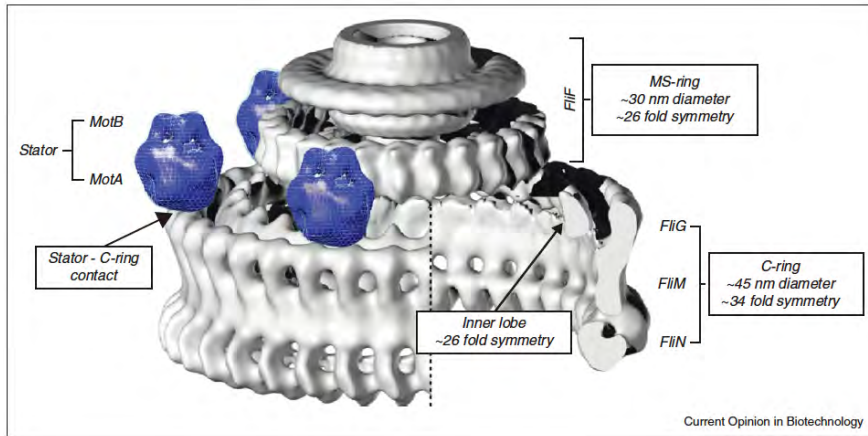 FliF
MS-ring
~30 nm diameter
~26 fold symmetry
Stator
MotB
MotA
Stator - C-ring
contact
Inner lobe
~26 fold symmetry
FliG
FliM
FliN
C-ring
~45 nm diameter
~34 fold symmetry
Current Opinion in Biotechnology